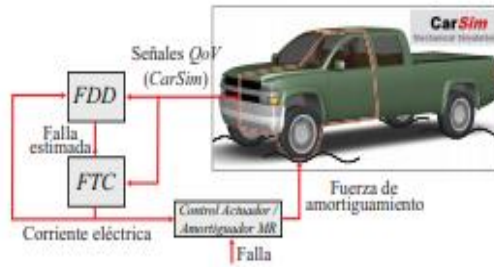 CarSim
Mechanical Simulation
Señales QoV
(CarSim)
FDD
Falla
estimada
FTC
Fuerza de
amortiguamiento
Control Actuador /
Amortiguador MR
Corriente eléctrica
Falla